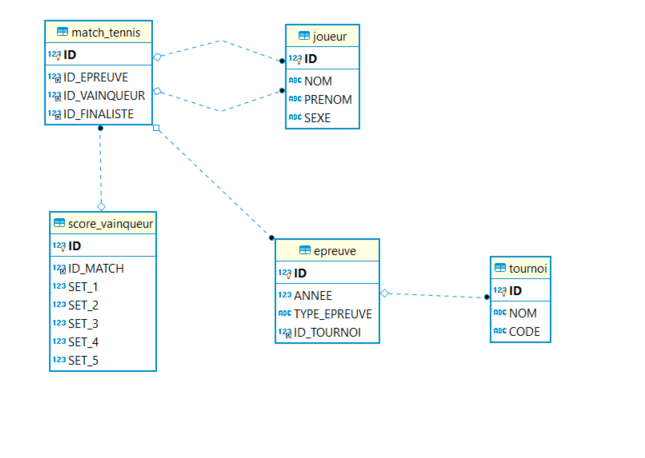 match_tennis
123 ID
123 ID_EPREUVE
123 ID_VAINQUEUR
123 ID_FINALISTE
joueur
123 ID
ABC NOM
ABC PRENOM
ABC SEXE
score_vainqueur
123 ID
123 ID_MATCH
123 SET_1
123 SET_2
123 SET_3
123 SET_4
123 SET_5
epreuve
123 ID
123 ANNEE
ABC TYPE_EPREUVE
123 ID_TOURNOI
tournoi
123 ID
ABC NOM
ABC CODE